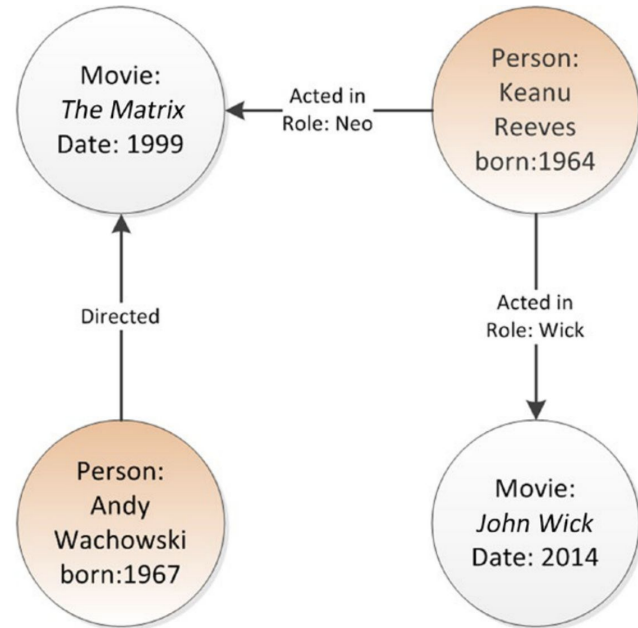 Movie:
The Matrix
Date: 1999
Acted in
Role: Neo
Person:
Keanu
Reeves
born:1964
Directed
Acted in
Role: Wick
Person:
Andy
Wachowski
born:1967
Movie:
John Wick
Date: 2014